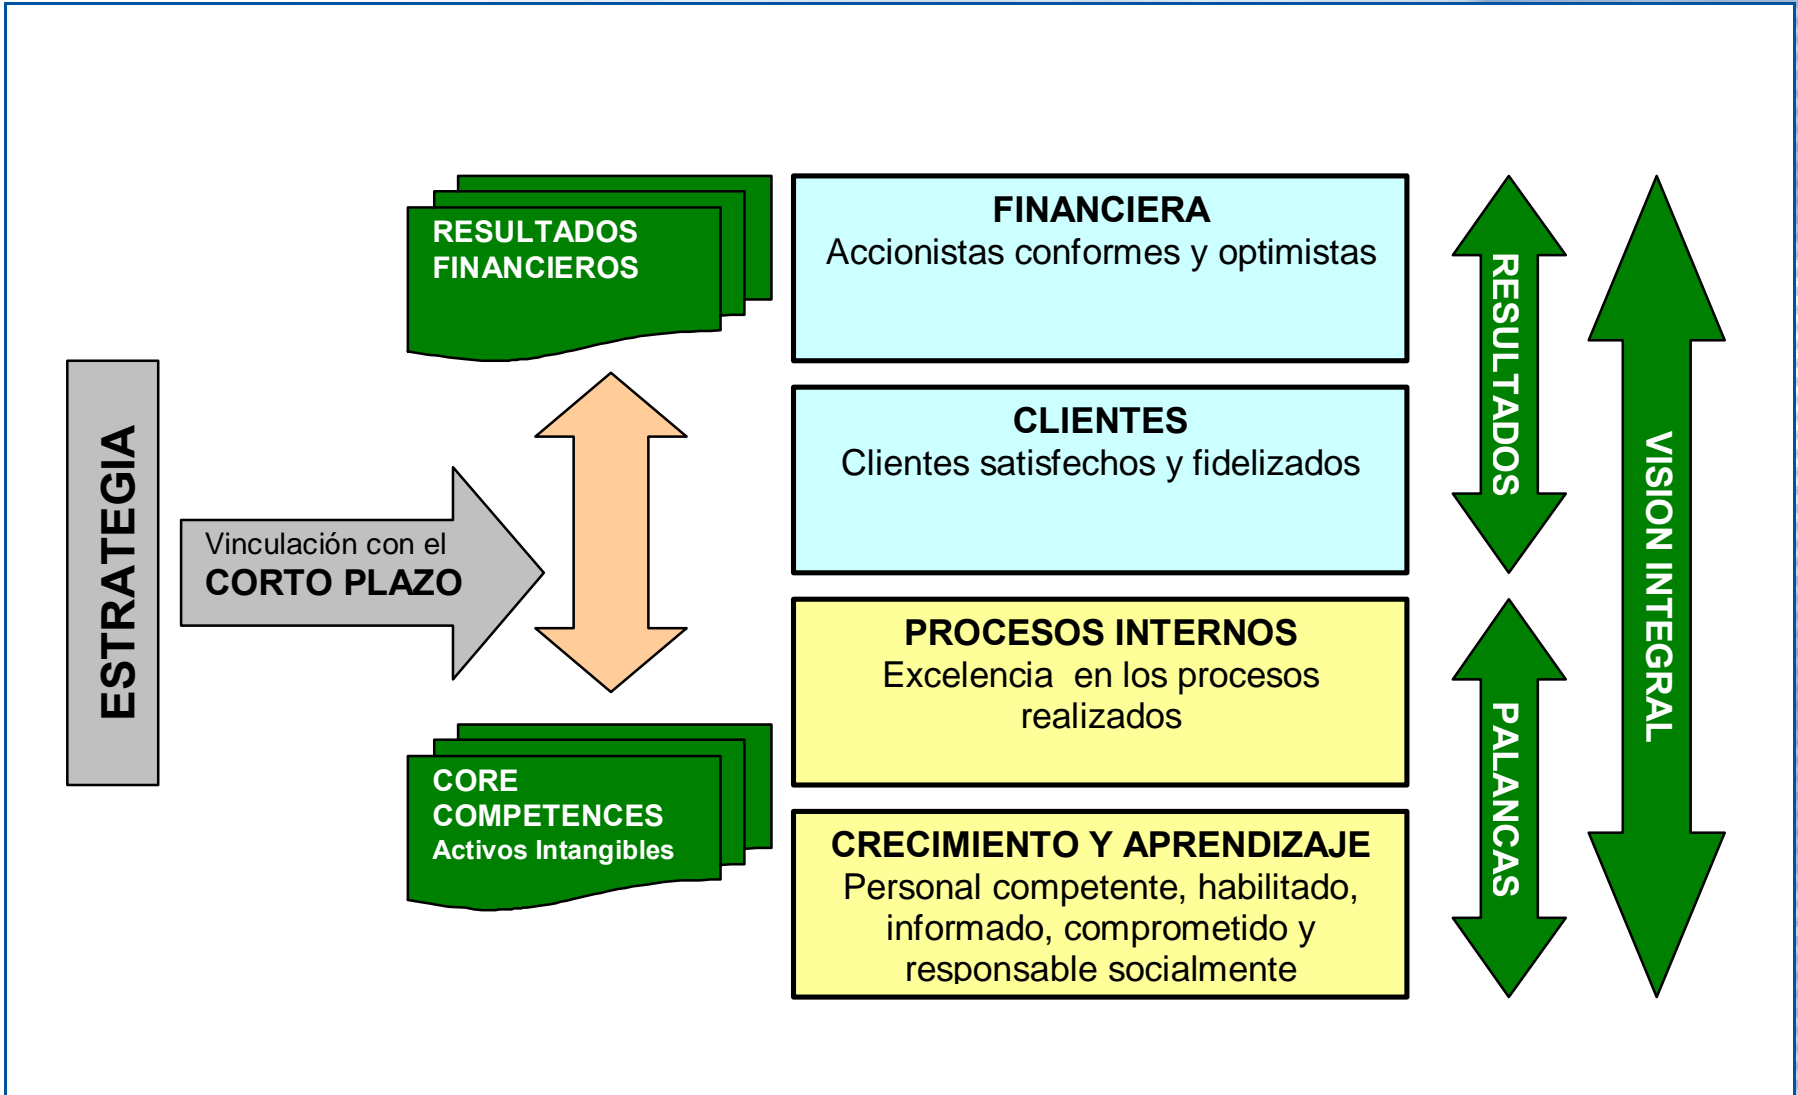 ESTRATEGIA
Vinculación con el
CORTO PLAZO
RESULTADOS
FINANCIEROS
CORE
COMPETENCES
Activos Intangibles
FINANCIERA
Accionistas conformes y optimistas
CLIENTES
Clientes satisfechos y fidelizados
PROCESOS INTERNOS
Excelencia  en los procesos
realizados
CRECIMIENTO Y APRENDIZAJE
Personal competente, habilitado,
informado, comprometido y
responsable socialmente
RESULTADOS
PALANCAS
VISION INTEGRAL